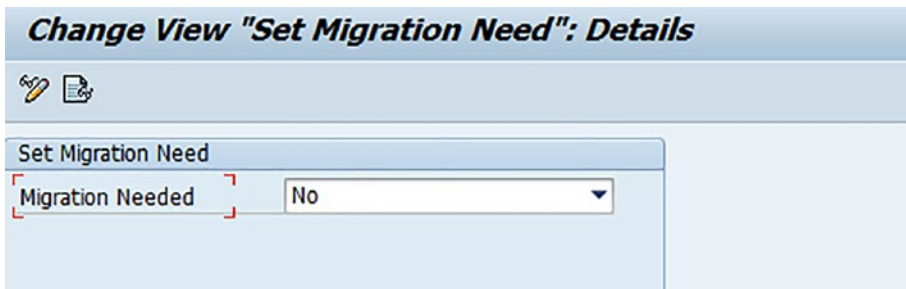 Change View "Set Migration Need": Details
Set Migration Need
Migration Needed No